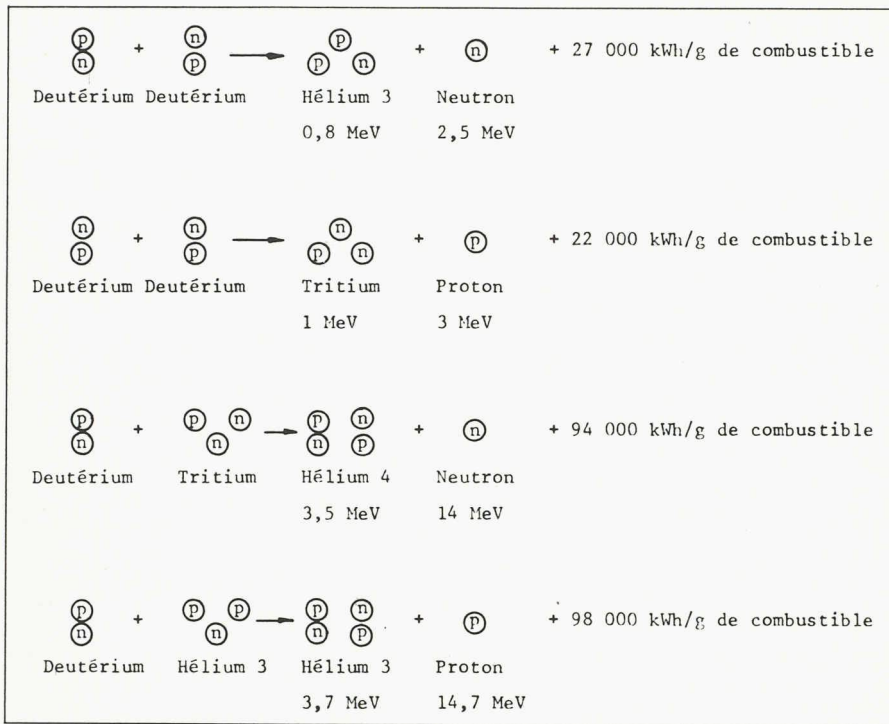 p n p
+ + n + 27 000 kWh/g de combustible
n p p n
Deutérium Deutérium Hélium 3 Neutron
0,8 MeV 2,5 MeV
n n n
+ + p + 22 000 kWh/g de combustible
p p p n
Deutérium Deutérium Tritium Proton
1 MeV 3 MeV
p p n p n
+ + n + 94 000 kWh/g de combustible
n n n p
Deutérium Tritium Hélium 4 Neutron
3,5 MeV 14 MeV
p p p p n
+ + p + 98 000 kWh/g de combustible
n n n p
Deutérium Hélium 3 Hélium 3 Proton
3,7 MeV 14,7 MeV